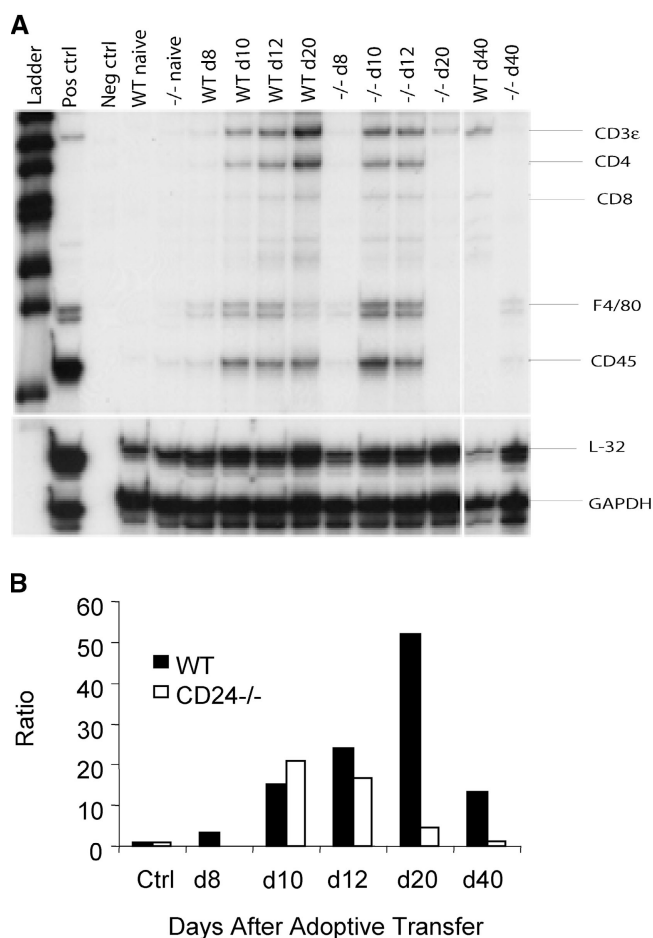 A
Ladder
Pos ctrl
Neg ctrl
WT naive
-/- naive
WT d8
WT d10
WT d12
WT d20
-/- d8
-/- d10
-/- d12
-/- d20
WT d40
-/- d40
CD3ε
CD4
CD8
F4/80
CD45
L-32
GAPDH
B
60
50
40
30
20
10
0
Ratio
WT
CD24-/-
Ctrl d8 d10 d12 d20 d40
Days After Adoptive Transfer